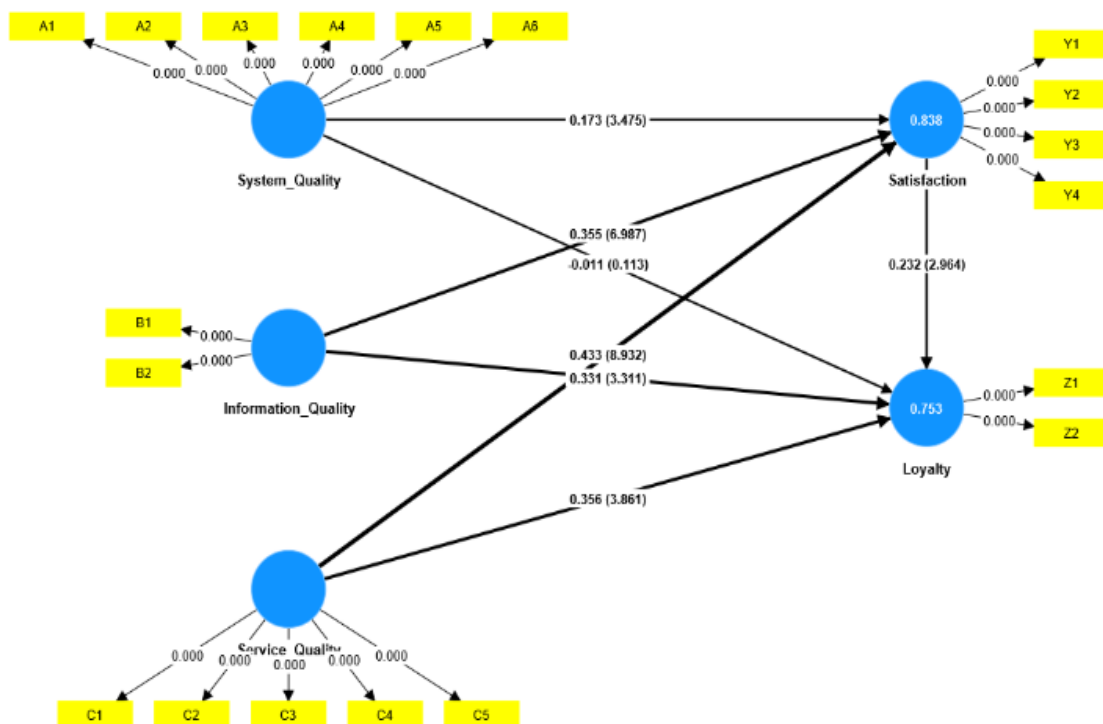 A1 A2 A3 A4 A5 A6
0.000 0.000 0.000 0.000 0.000 0.000
System_Quality
0.173 (3.475)
0.838
Satisfaction
Y1
0.000
Y2
0.000
Y3
0.000
Y4
0.000
0.355 (6.987)
-0.011 (0.113)
0.232 (2.964)
B1
0.000
B2
0.000
Information_Quality
0.433 (8.932)
0.331 (3.311)
0.753
Loyalty
Z1
0.000
Z2
0.000
0.356 (3.861)
Service_Quality
0.000 0.000 0.000 0.000 0.000
C1 C2 C3 C4 C5